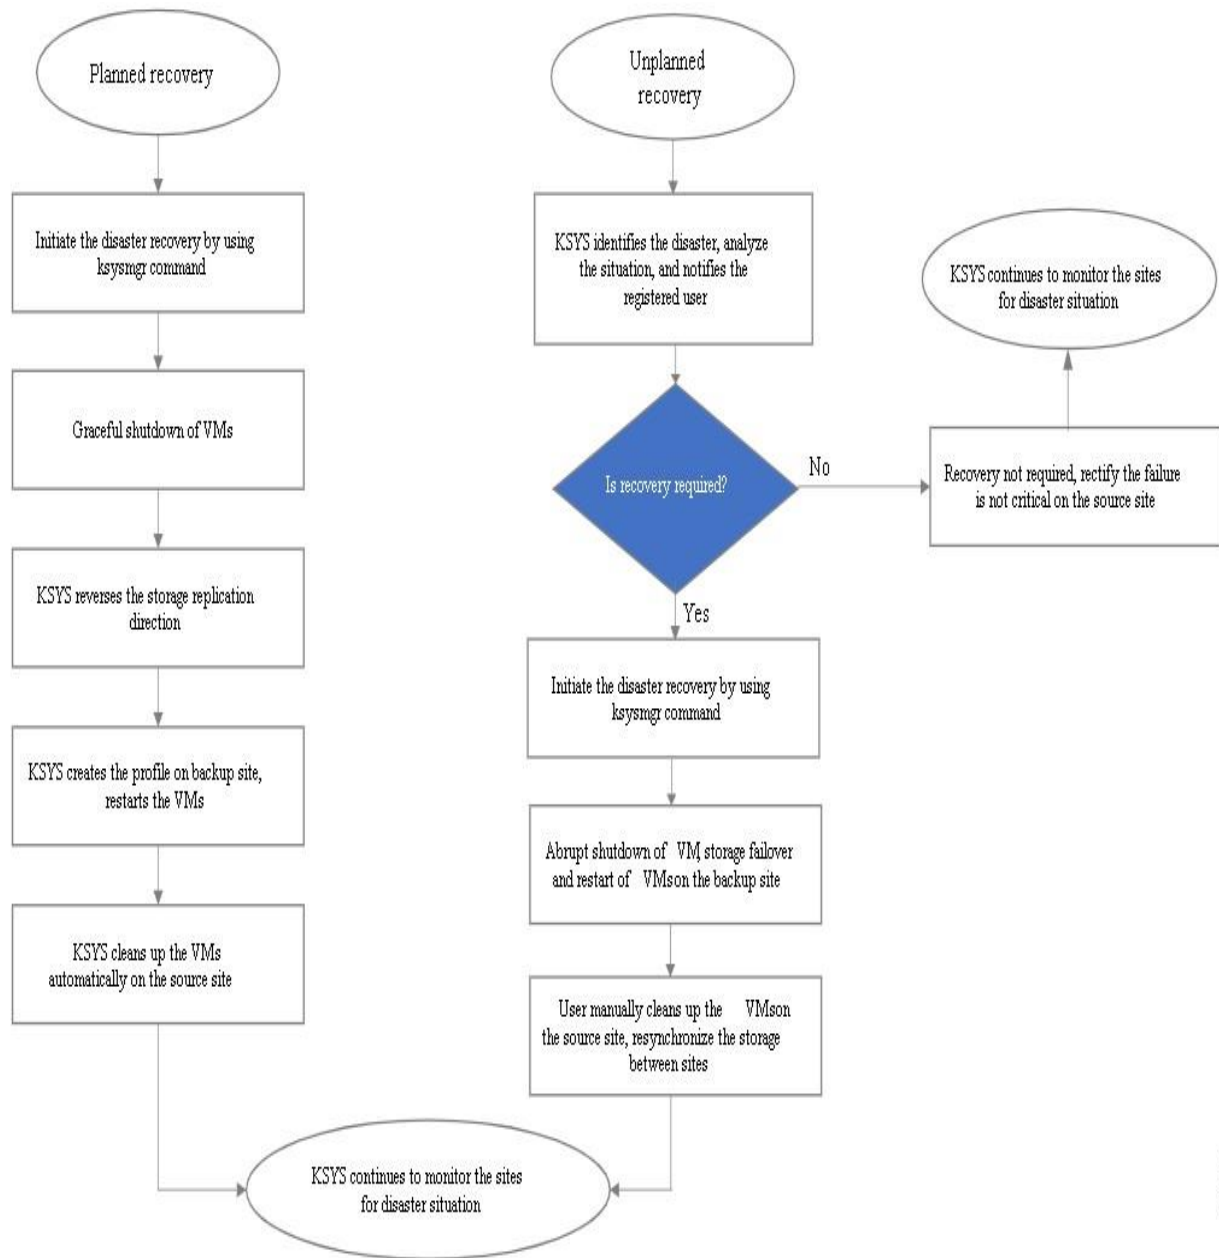 Planned recovery
Initiate the disaster recovery by using
ksysmgr command
Graceful shutdown of VMs
KSYS reverses the storage replication
direction
KSYS creates the profile on backup site,
restarts the VMs
KSYS cleans up the VMs
automatically on the source site
Unplanned
recovery
KSYS identifies the disaster, analyze
the situation, and notifies the
registered user
Is recovery required?
No
Recovery not required, rectify the failure
is not critical on the source site
KSYS continues to monitor the sites
for disaster situation
Yes
Initiate the disaster recovery by using
ksysmgr command
Abrupt shutdown of VM, storage failover
and restart of VMson the backup site
User manually cleans up the VMson
the source site, resynchronize the storage
between sites
KSYS continues to monitor the sites
for disaster situation